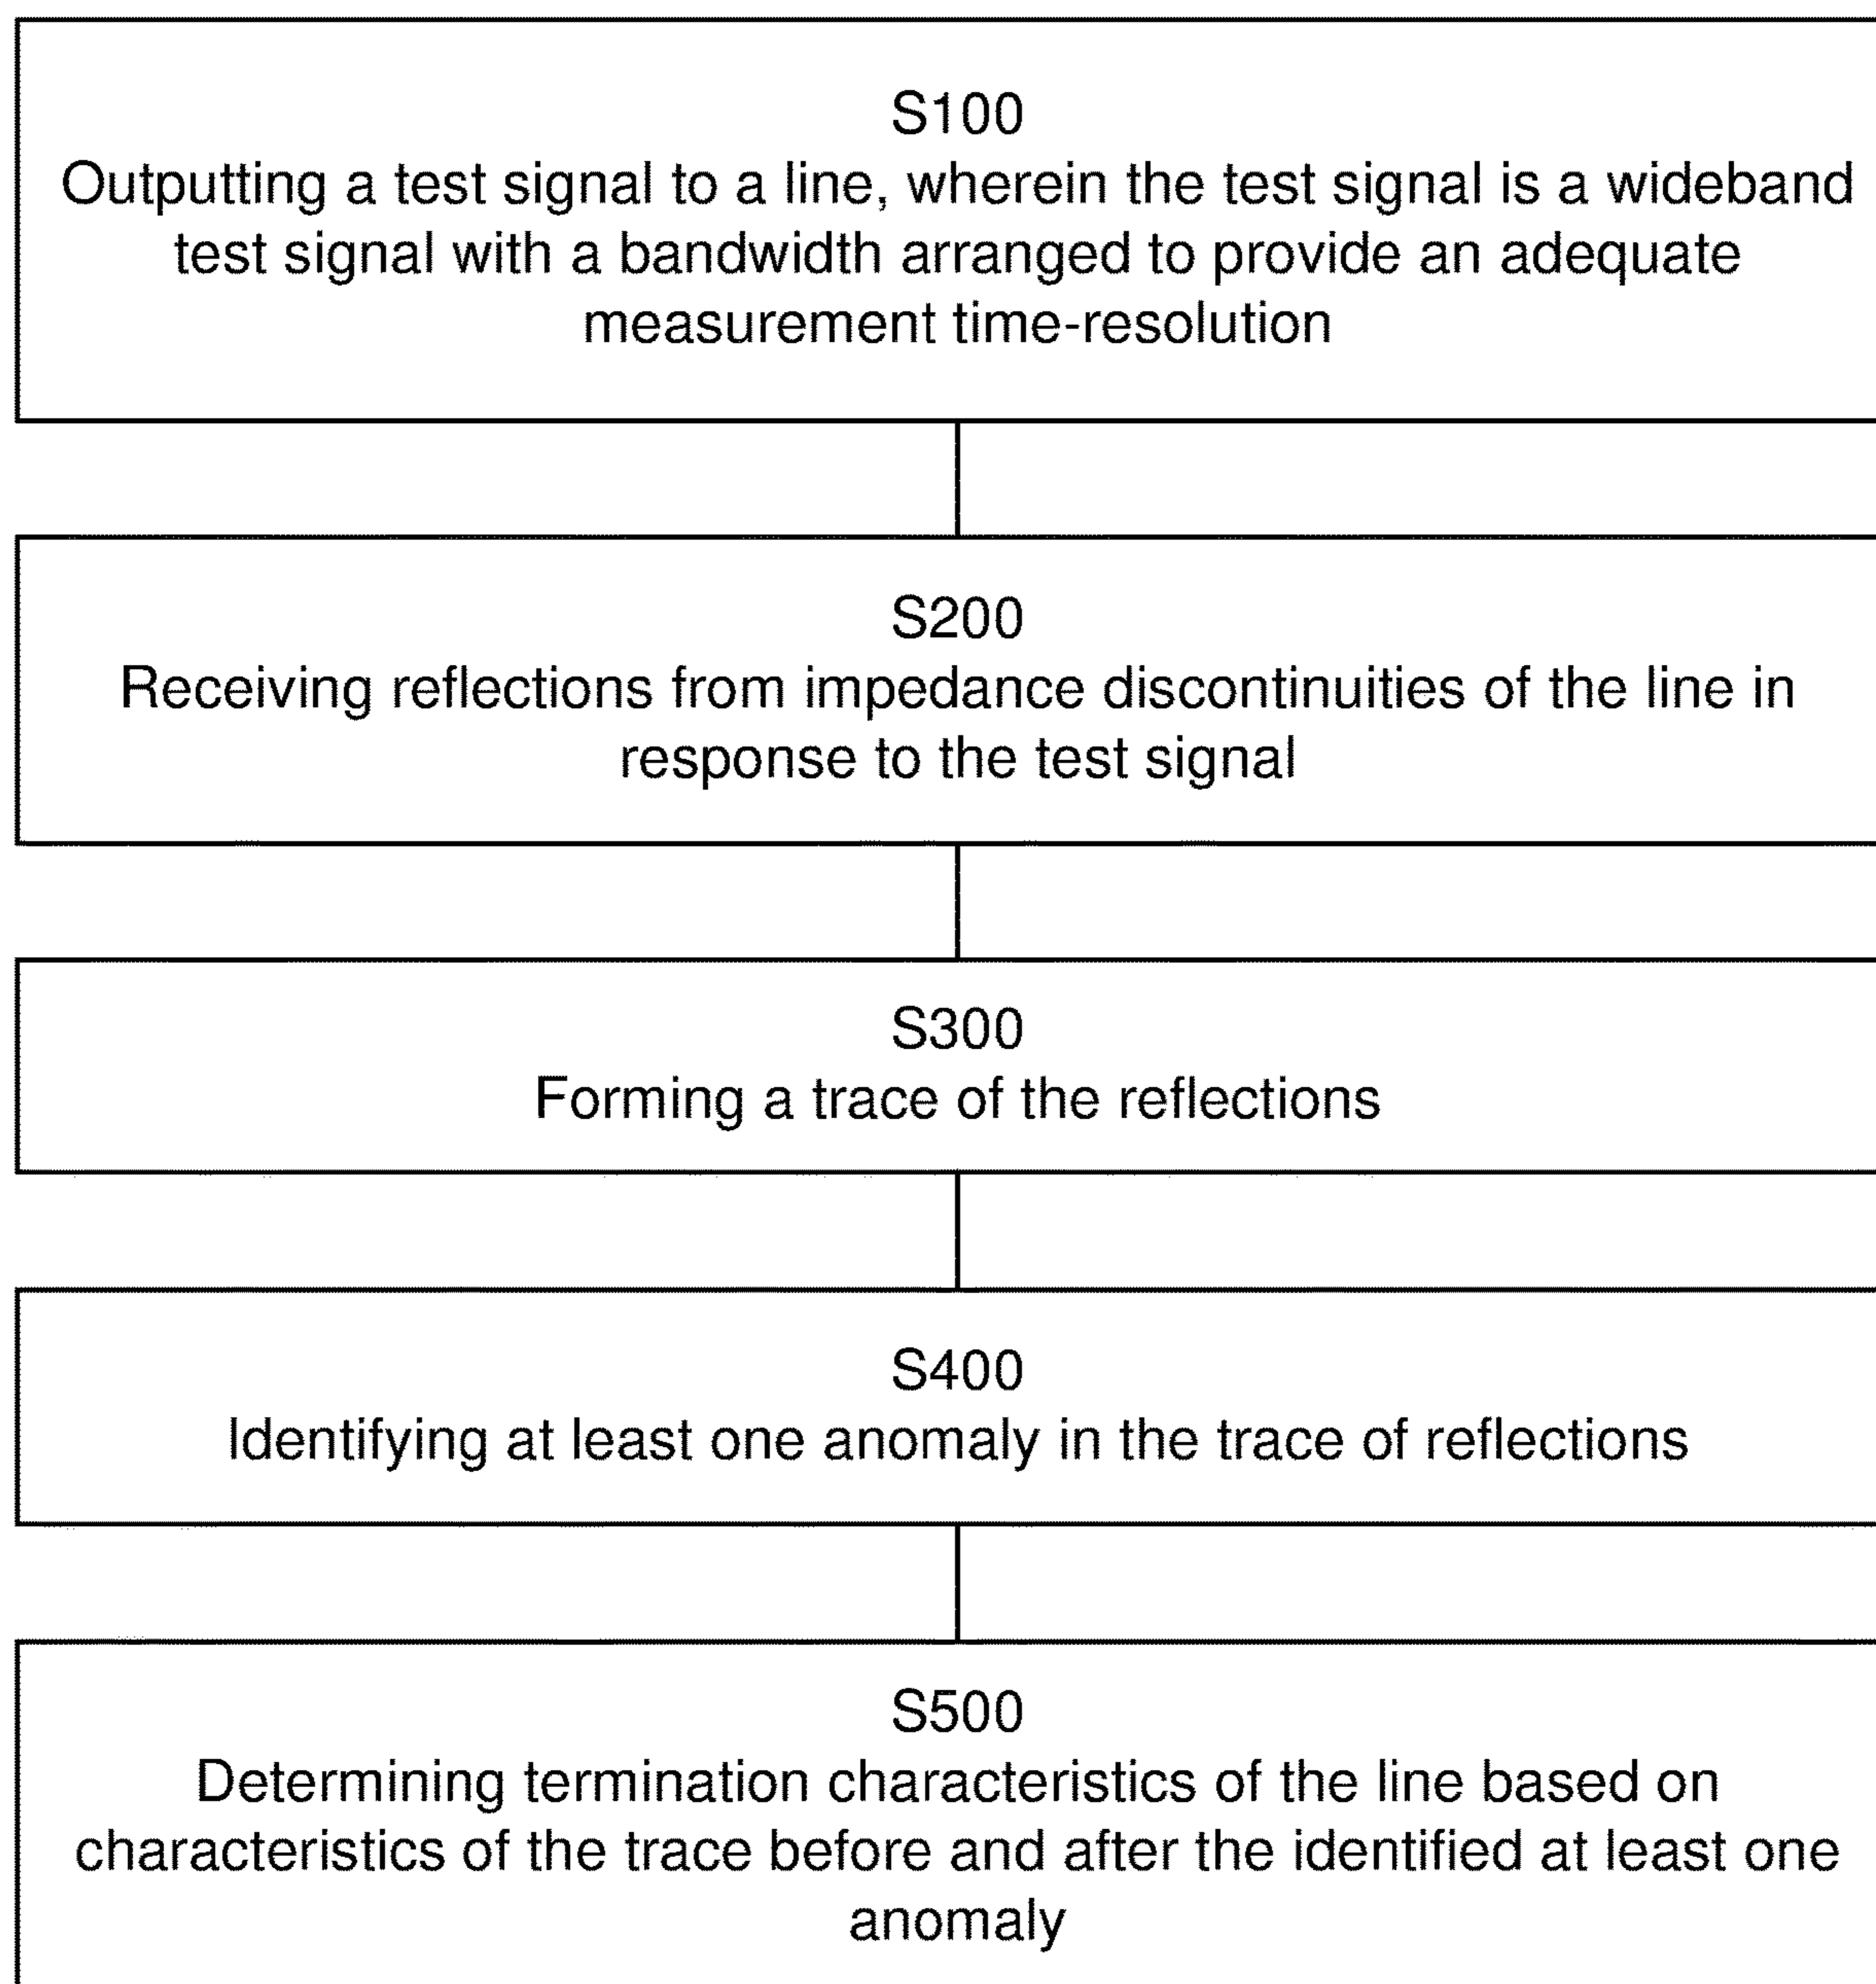 S100
Outputting a test signal to a line, wherein the test signal is a wideband
test signal with a bandwidth arranged to provide an adequate
measurement time-resolution
S200
Receiving reflections from impedance discontinuities of the line in
response to the test signal
S300
Forming a trace of the reflections
S400
Identifying at least one anomaly in the trace of reflections
S500
Determining termination characteristics of the line based on
characteristics of the trace before and after the identified at least one
anomaly